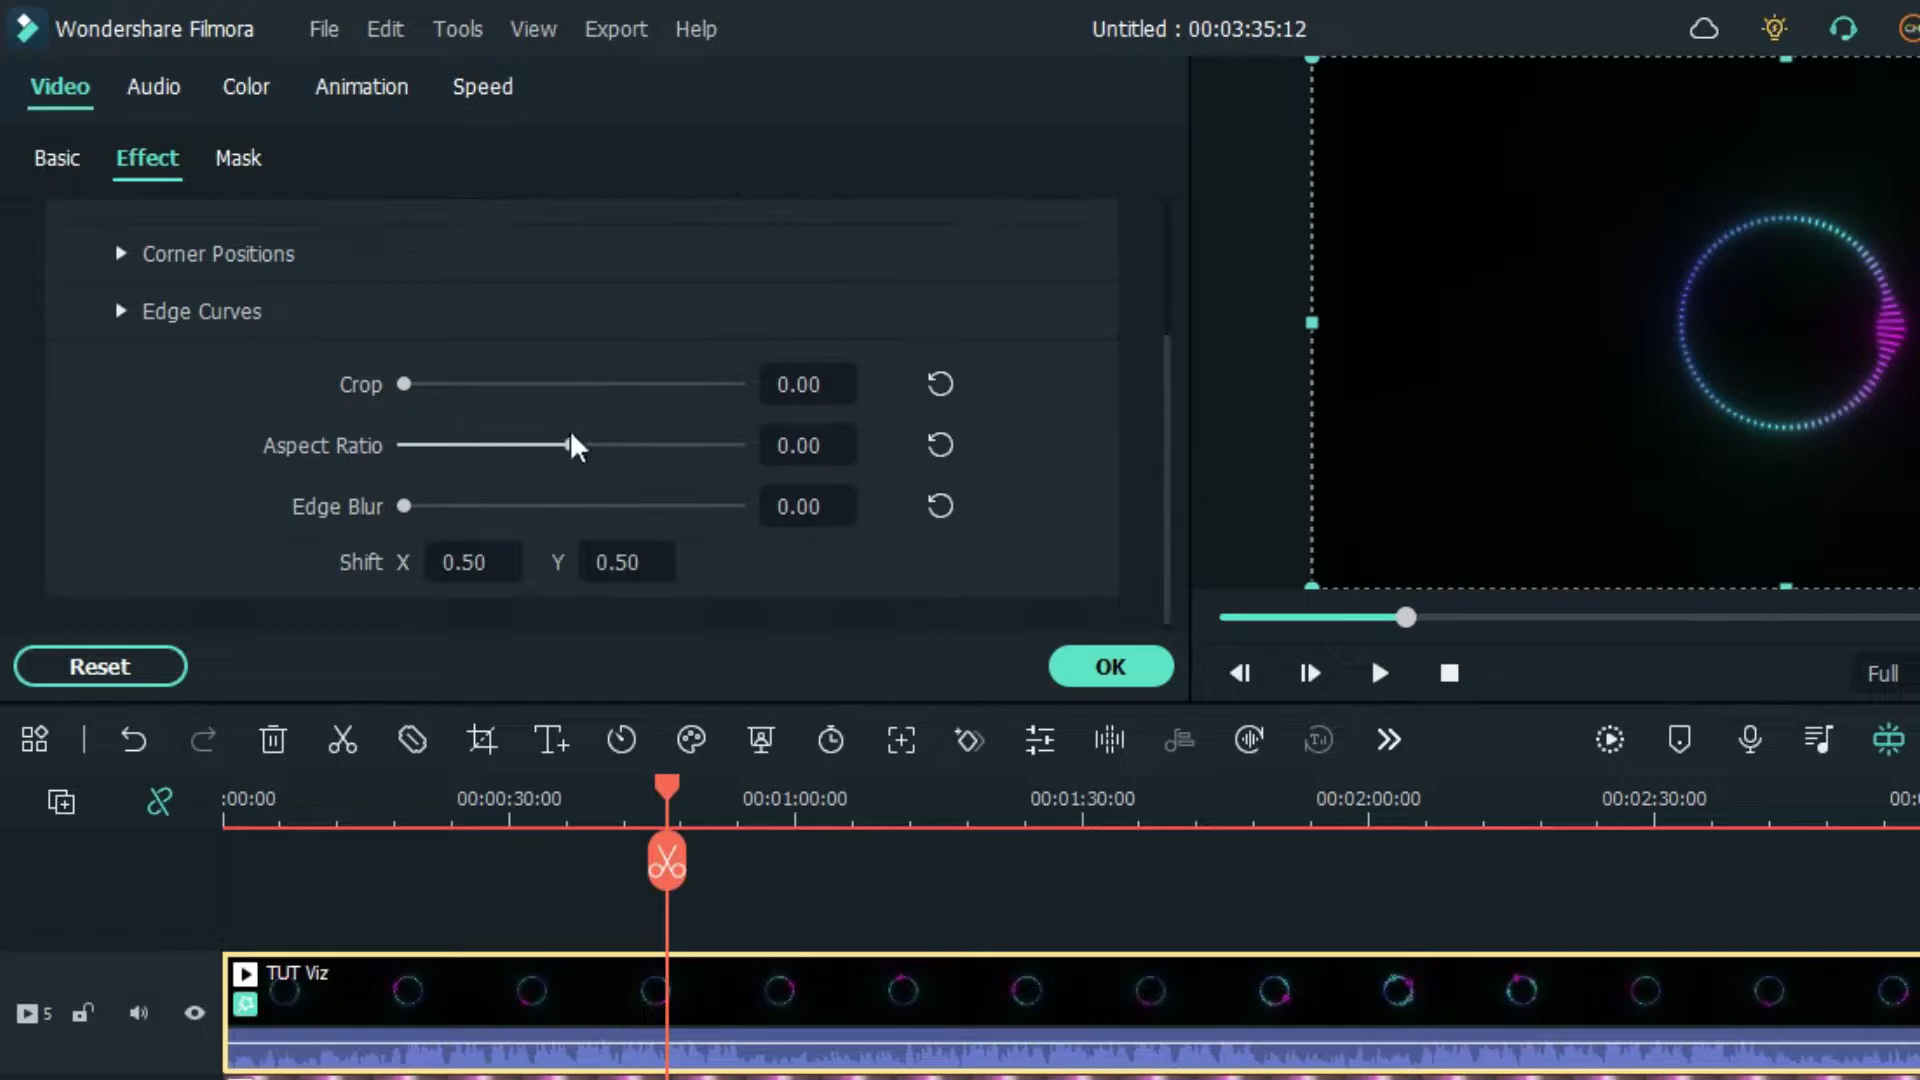 Wondershare Filmora File Edit Tools View Export Help Untitled : 00:03:35:12
Video Audio Color Animation Speed
Basic Effect Mask
Corner Positions
Edge Curves
Crop 0.00
Aspect Ratio 0.00
Edge Blur 0.00
Shift X 0.50 Y 0.50
Reset OK
Full
:00:00 00:00:30:00 00:01:00:00 00:01:30:00 00:02:00:00 00:02:30:00 00:
TUT Viz
5